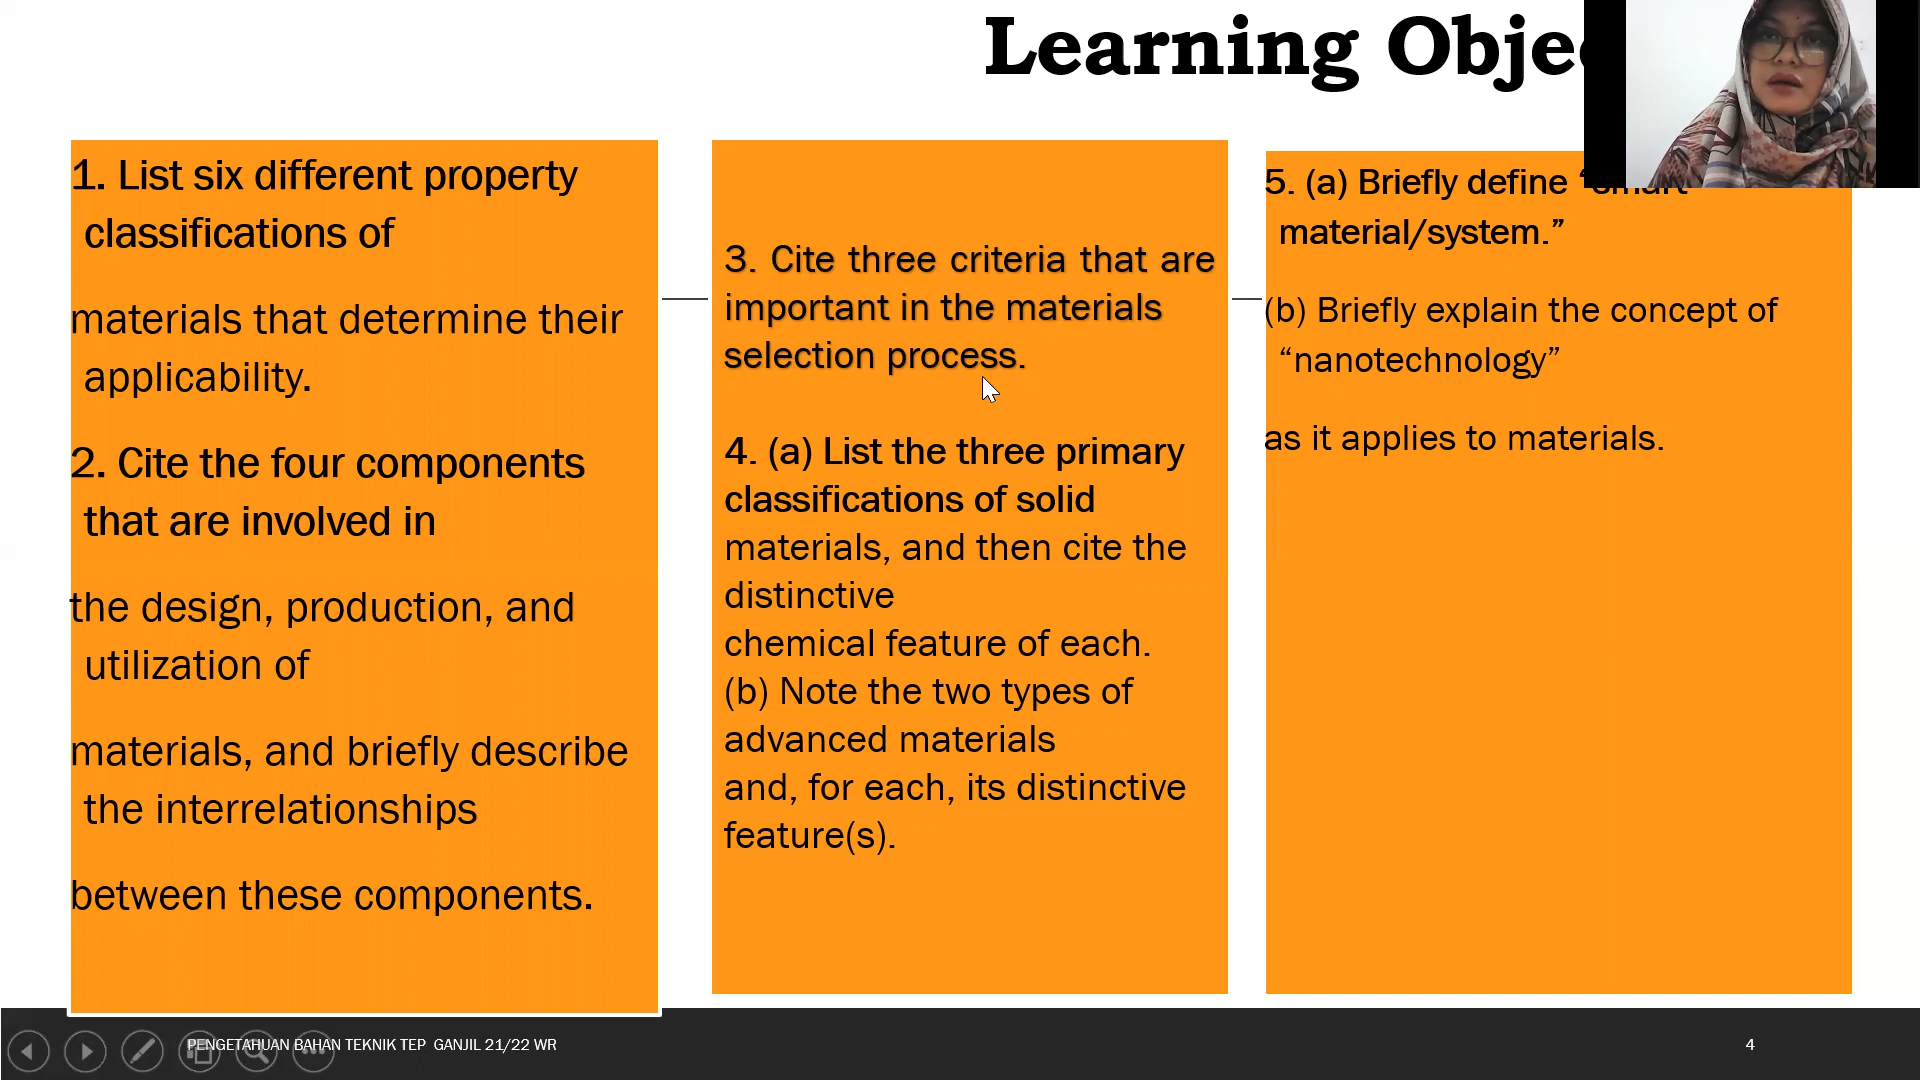 Learning Obje
1. List six different property
classifications of
materials that determine their
applicability.
2. Cite the four components
that are involved in
the design, production, and
utilization of
materials, and briefly describe
the interrelationships
between these components.
3. Cite three criteria that are
important in the materials
selection process.
4. (a) List the three primary
classifications of solid
materials, and then cite the
distinctive
chemical feature of each.
(b) Note the two types of
advanced materials
and, for each, its distinctive
feature(s).
5. (a) Briefly define “smart
material/system.”
(b) Briefly explain the concept of
“nanotechnology”
as it applies to materials.
PENGETAHUAN BAHAN TEKNIK TEP GANJIL 21/22 WR
4